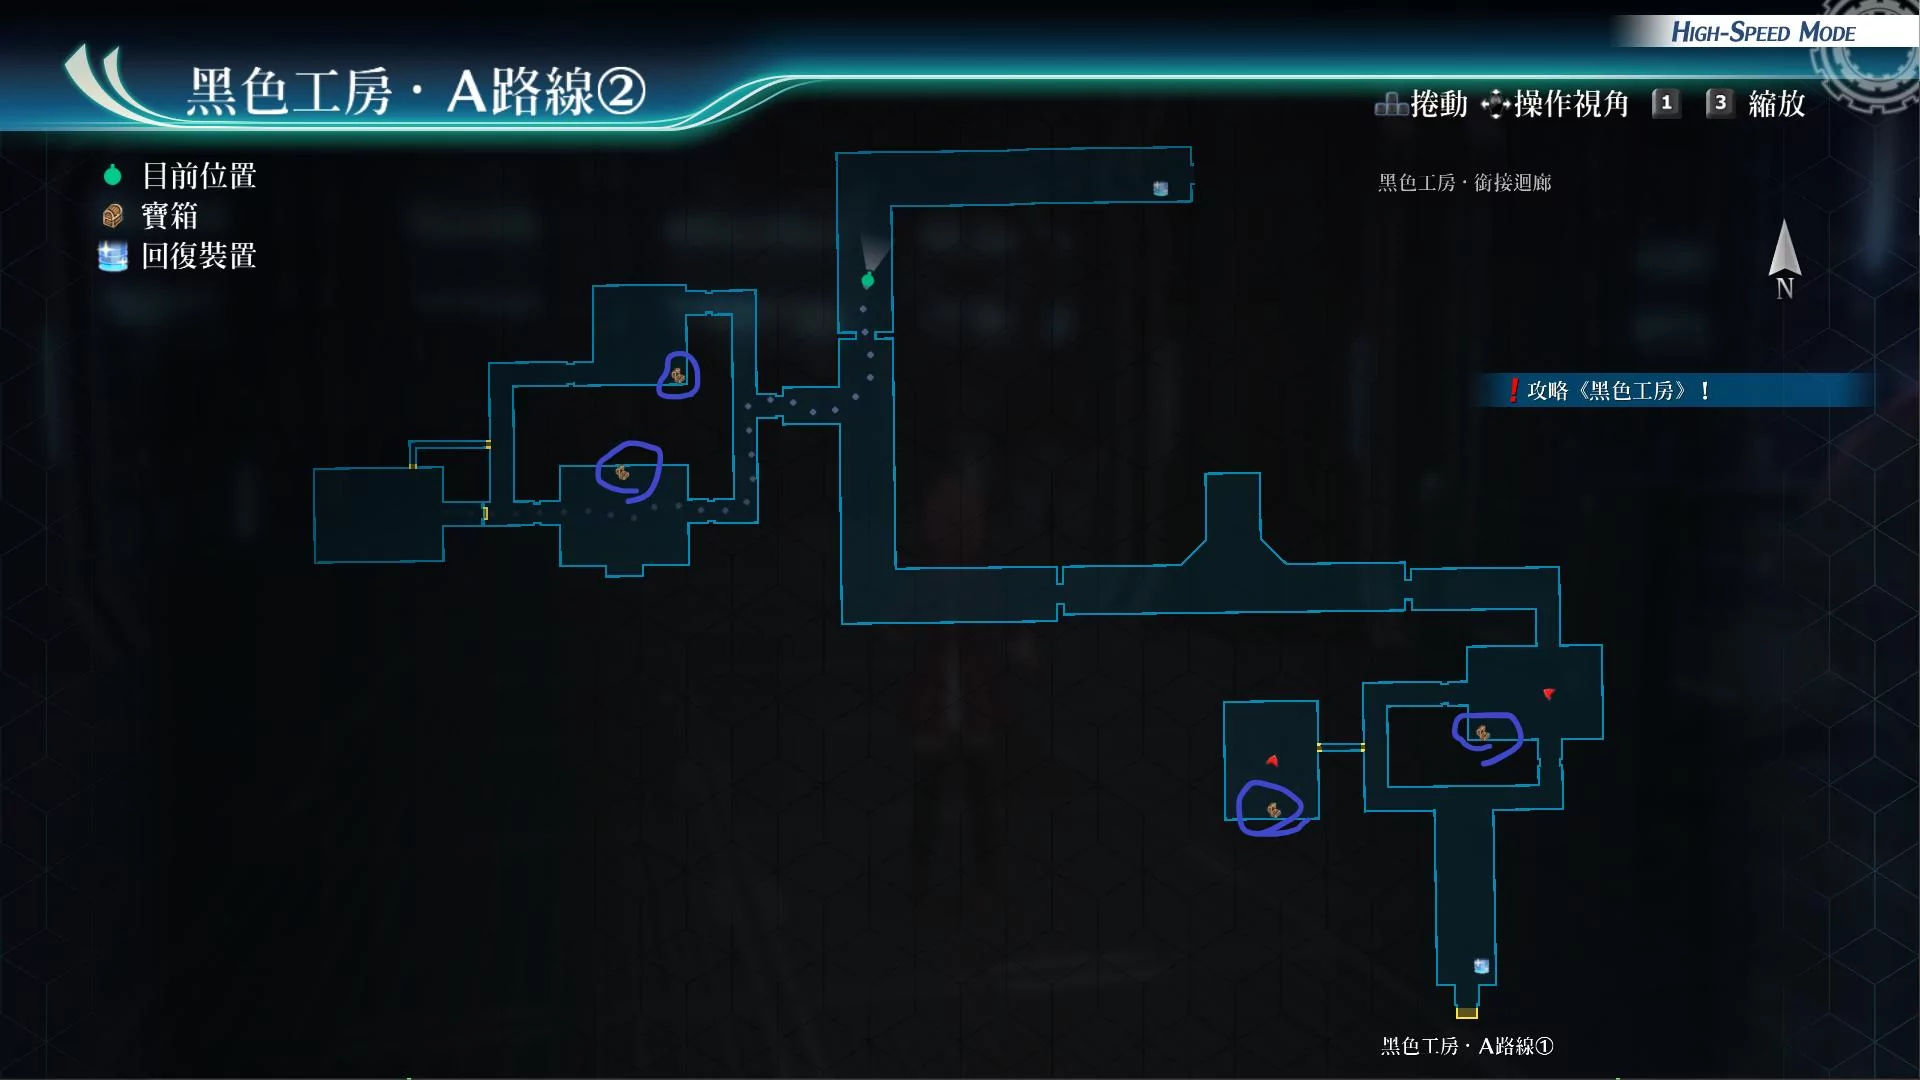 HIGH-SPEED MODE
黑色工房·A路線②
捲動 操作視角 1 3 縮放
目前位置
寶箱
回復裝置
黑色工房·銜接迴廊
N
! 攻略《黑色工房》!
黑色工房·A路線①